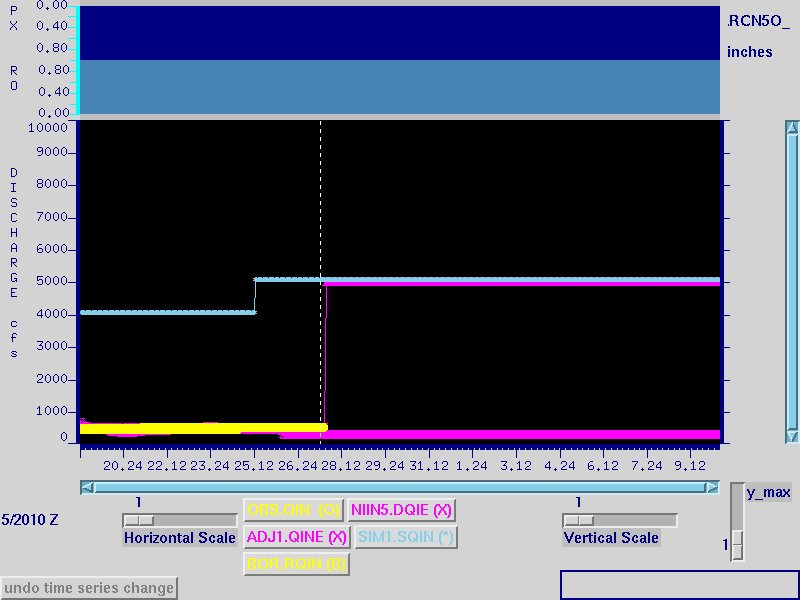 P X
0.00
0.40
0.80
.RCN5O_
inches
R O
0.80
0.40
0.00
DISCHARGE cfs
10000
9000
8000
7000
6000
5000
4000
3000
2000
1000
0
20.24 22.12 23.24 25.12 26.24 28.12 29.24 31.12 1.24 3.12 4.24 6.12 7.24 9.12
1 1 y_max
5/2010 Z
OBS.QIN (O) NIIN5.DQIE (X)
Horizontal Scale ADJ1.QINE (X) SIM1.SQIN (*) Vertical Scale 1
BOR.RQIN (B)
undo time series change